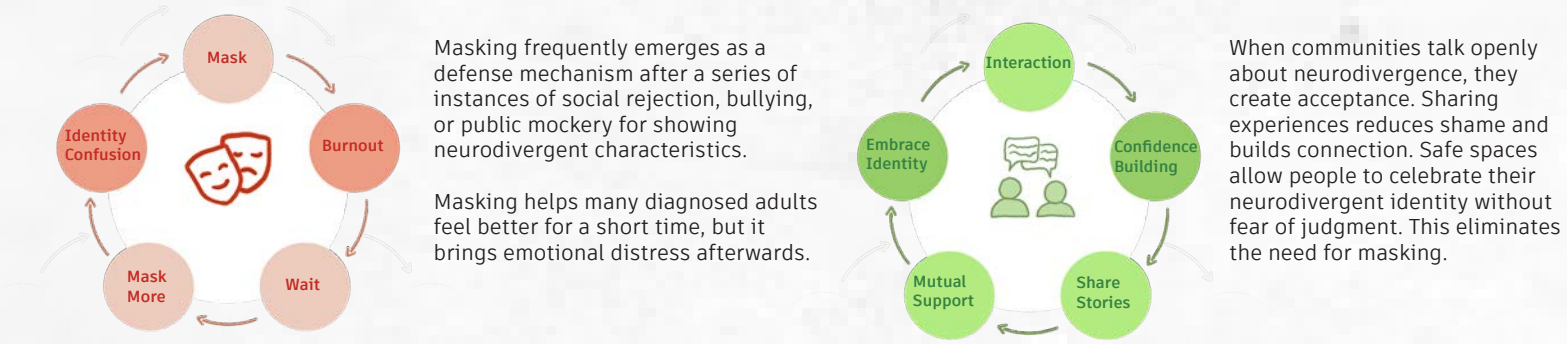 Mask
Burnout
Wait
Mask
More
Identity
Confusion
Masking frequently emerges as a
defense mechanism after a series of
instances of social rejection, bullying,
or public mockery for showing
neurodivergent characteristics.
Masking helps many diagnosed adults
feel better for a short time, but it
brings emotional distress afterwards.
Interaction
Confidence
Building
Share
Stories
Mutual
Support
Embrace
Identity
When communities talk openly
about neurodivergence, they
create acceptance. Sharing
experiences reduces shame and
builds connection. Safe spaces
allow people to celebrate their
neurodivergent identity without
fear of judgment. This eliminates
the need for masking.